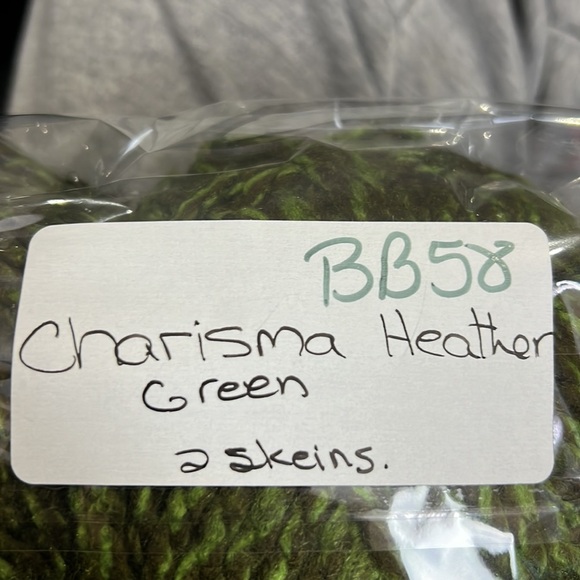 BB58
Charisma Heather
Green
2 skeins.